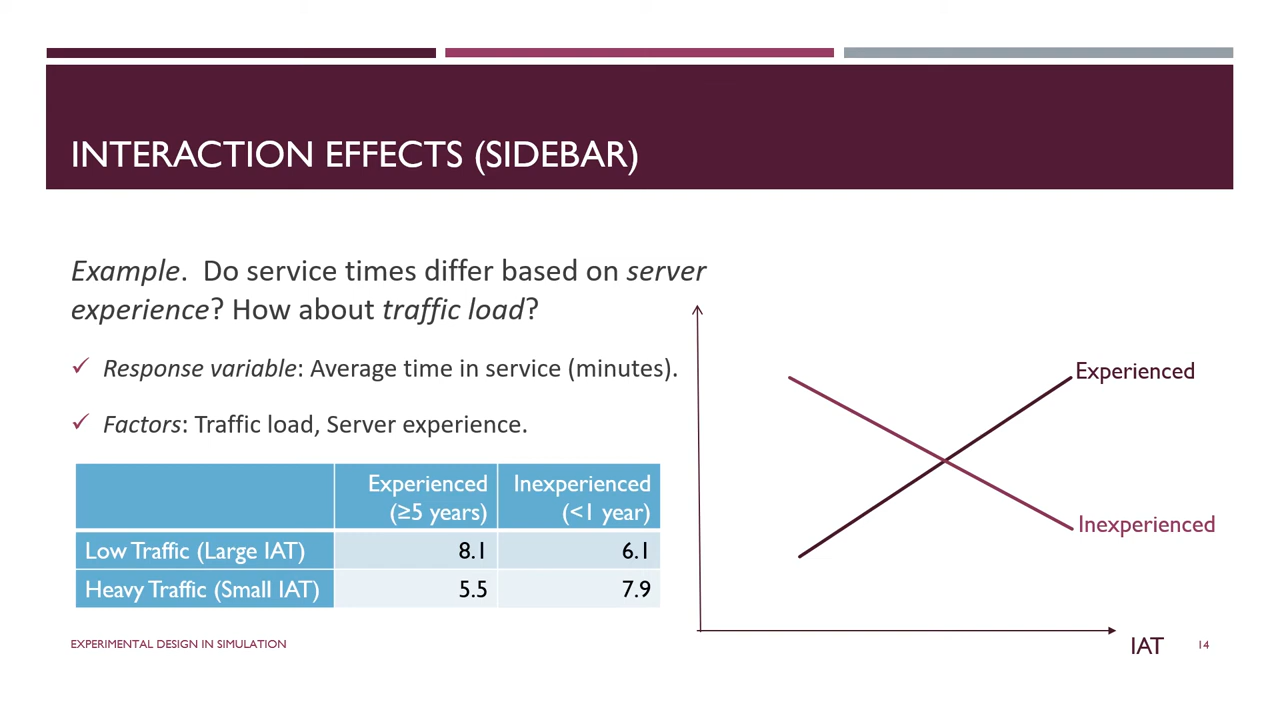 INTERACTION EFFECTS (SIDEBAR)
Example. Do service times differ based on server
experience? How about traffic load?
✓ Response variable: Average time in service (minutes).
✓ Factors: Traffic load, Server experience.
Experienced Inexperienced
(≥5 years) (<1 year)
Low Traffic (Large IAT) 8.1 6.1
Heavy Traffic (Small IAT) 5.5 7.9
Experienced
Inexperienced
IAT
EXPERIMENTAL DESIGN IN SIMULATION
14